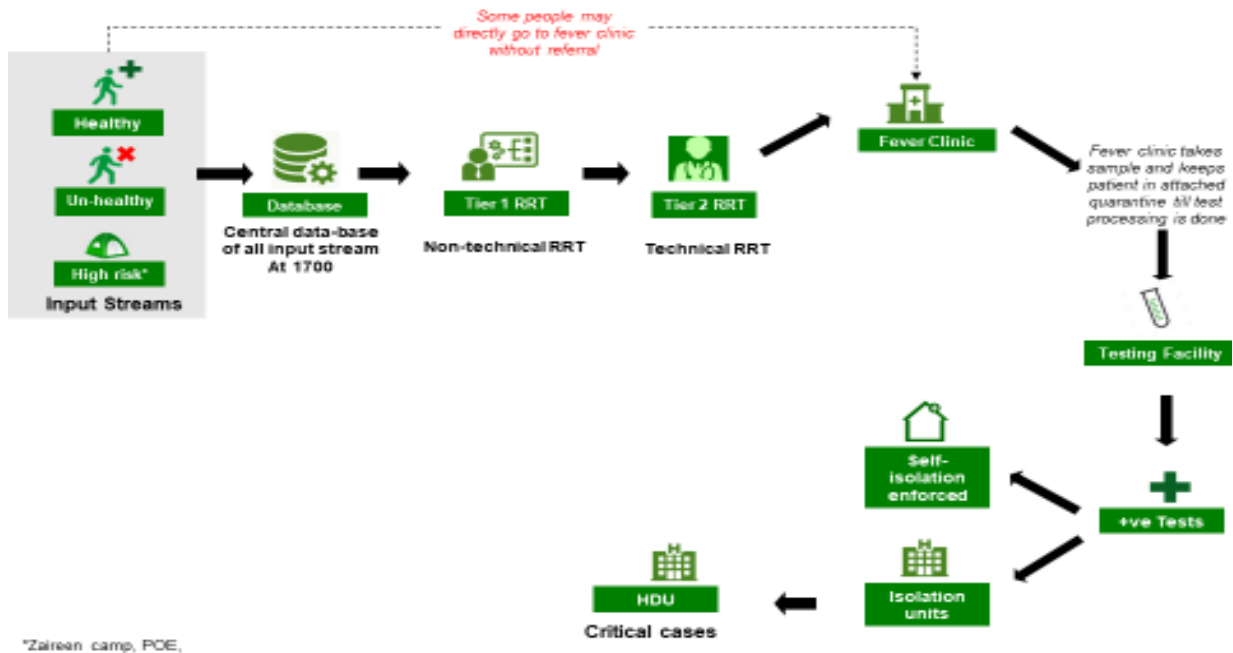 Some people may
directly go to fever clinic
without referral
Healthy
Un-healthy
High risk*
Input Streams
Database
Central data-base
of all input stream
At 1700
Tier 1 RRT
Non-technical RRT
Tier 2 RRT
Technical RRT
Fever Clinic
Fever clinic takes
sample and keeps
patient in attached
quarantine till test
processing is done
Testing Facility
+ve Tests
Self-
isolation
enforced
Isolation
units
H
H
HDU
Critical cases
*Zaireen camp, POE,